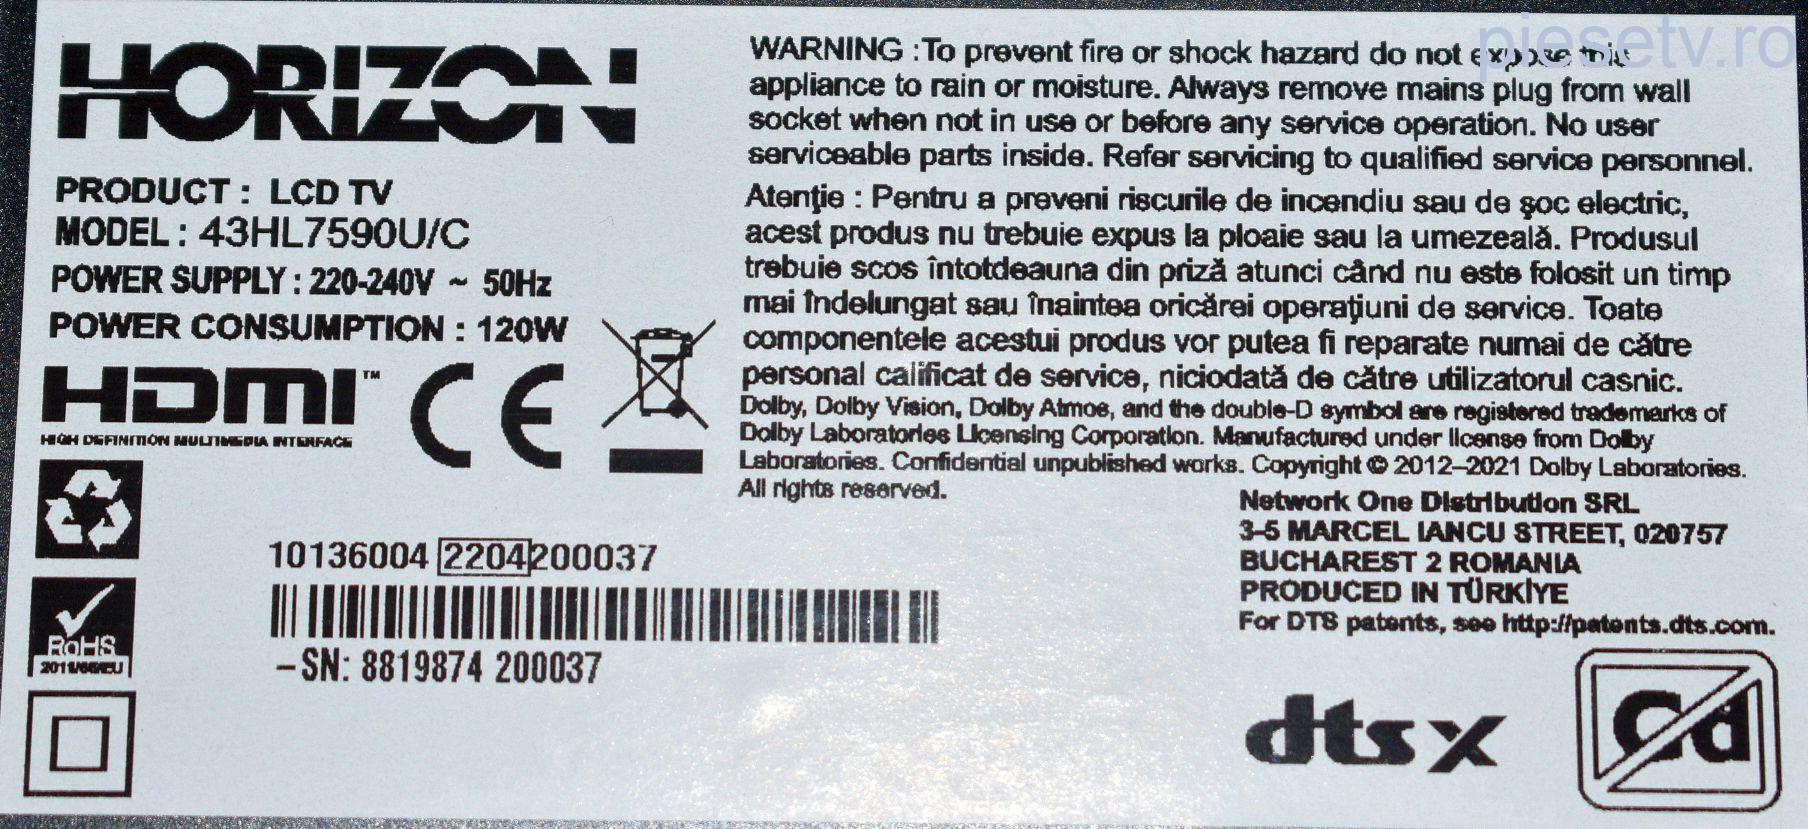 piesetv.ro
HORIZON
PRODUCT : LCD TV
MODEL : 43HL7590U/C
POWER SUPPLY : 220-240V ~ 50Hz
POWER CONSUMPTION : 120W
HDMI™
HIGH DEFINITION MULTIMEDIA INTERFACE
CE
RoHS
2011/65/EU
WARNING :To prevent fire or shock hazard do not expose this
appliance to rain or moisture. Always remove mains plug from wall
socket when not in use or before any service operation. No user
serviceable parts inside. Refer servicing to qualified service personnel.
Atenţie : Pentru a preveni riscurile de incendiu sau de şoc electric,
acest produs nu trebuie expus la ploaie sau la umezeală. Produsul
trebuie scos întotdeauna din priză atunci când nu este folosit un timp
mai îndelungat sau înaintea oricărei operaţiuni de service. Toate
componentele acestui produs vor putea fi reparate numai de către
personal calificat de service, niciodată de către utilizatorul casnic.
Dolby, Dolby Vision, Dolby Atmos, and the double-D symbol are registered trademarks of
Dolby Laboratories Licensing Corporation. Manufactured under license from Dolby
Laboratories. Confidential unpublished works. Copyright © 2012–2021 Dolby Laboratories.
All rights reserved.
Network One Distribution SRL
3-5 MARCEL IANCU STREET, 020757
BUCHAREST 2 ROMANIA
PRODUCED IN TÜRKİYE
For DTS patents, see http://patents.dts.com.
10136004 2204200037
–SN: 8819874 200037
dts x
Cd